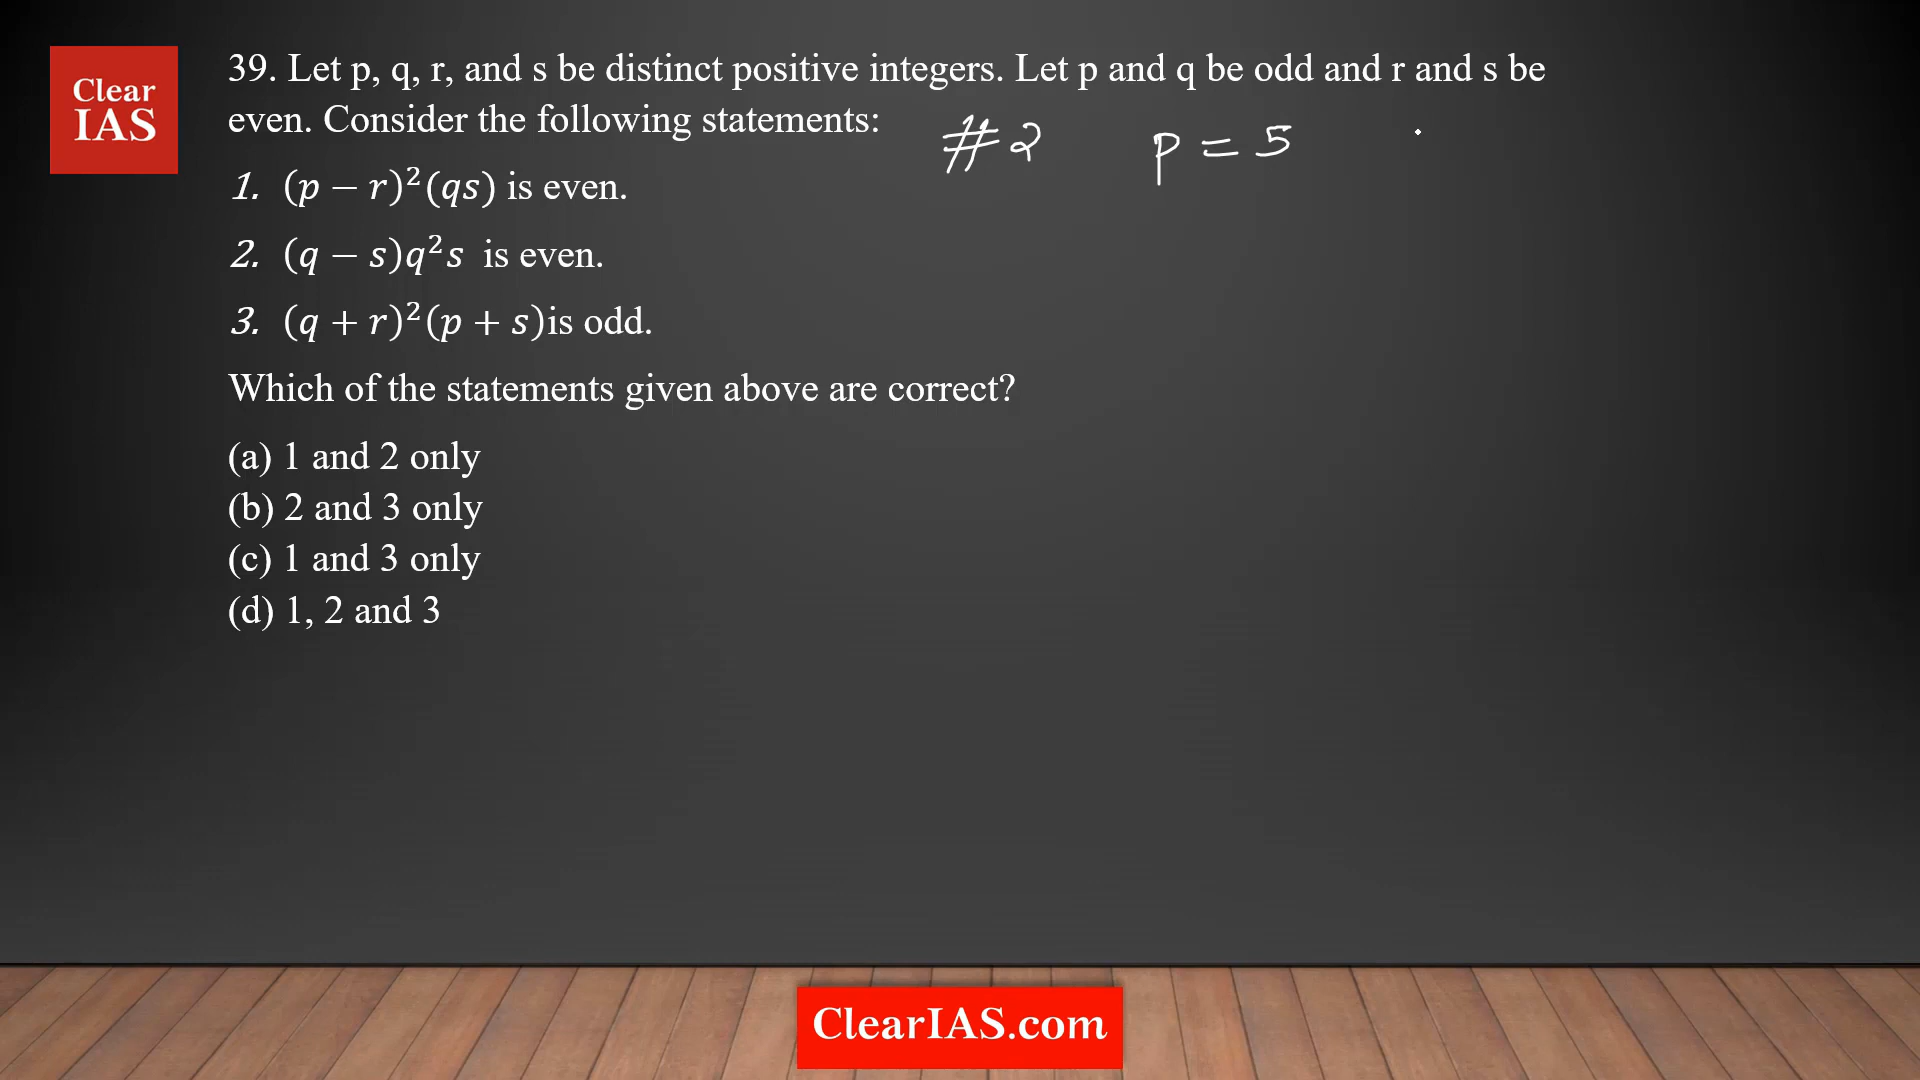 Clear
IAS
39. Let p, q, r, and s be distinct positive integers. Let p and q be odd and r and s be
even. Consider the following statements:
#2 p = 5
1. (p − r)²(qs) is even.
2. (q − s)q²s is even.
3. (q + r)²(p + s)is odd.
Which of the statements given above are correct?
(a) 1 and 2 only
(b) 2 and 3 only
(c) 1 and 3 only
(d) 1, 2 and 3
ClearIAS.com